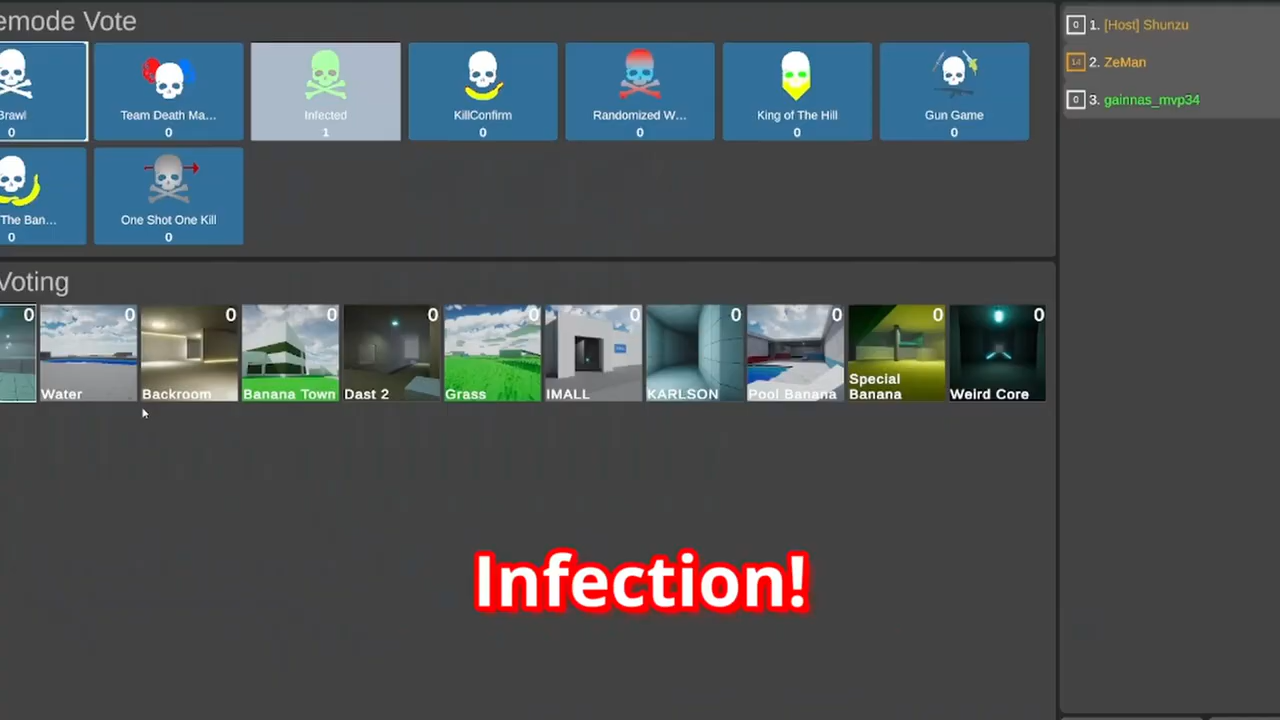 emode Vote
Brawl
0
Team Death Ma...
0
Infected
1
KillConfirm
0
Randomized W...
0
King of The Hill
0
Gun Game
0
The Ban...
0
One Shot One Kill
0
Voting
0
0
Water
0
Backroom
0
Banana Town
0
Dast 2
0
Grass
0
IMALL
0
KARLSON
0
Pool Banana
0
Special
Banana
0
Weird Core
Infection!
0 1. [Host] Shunzu
14 2. ZeMan
0 3. gainnas_mvp34